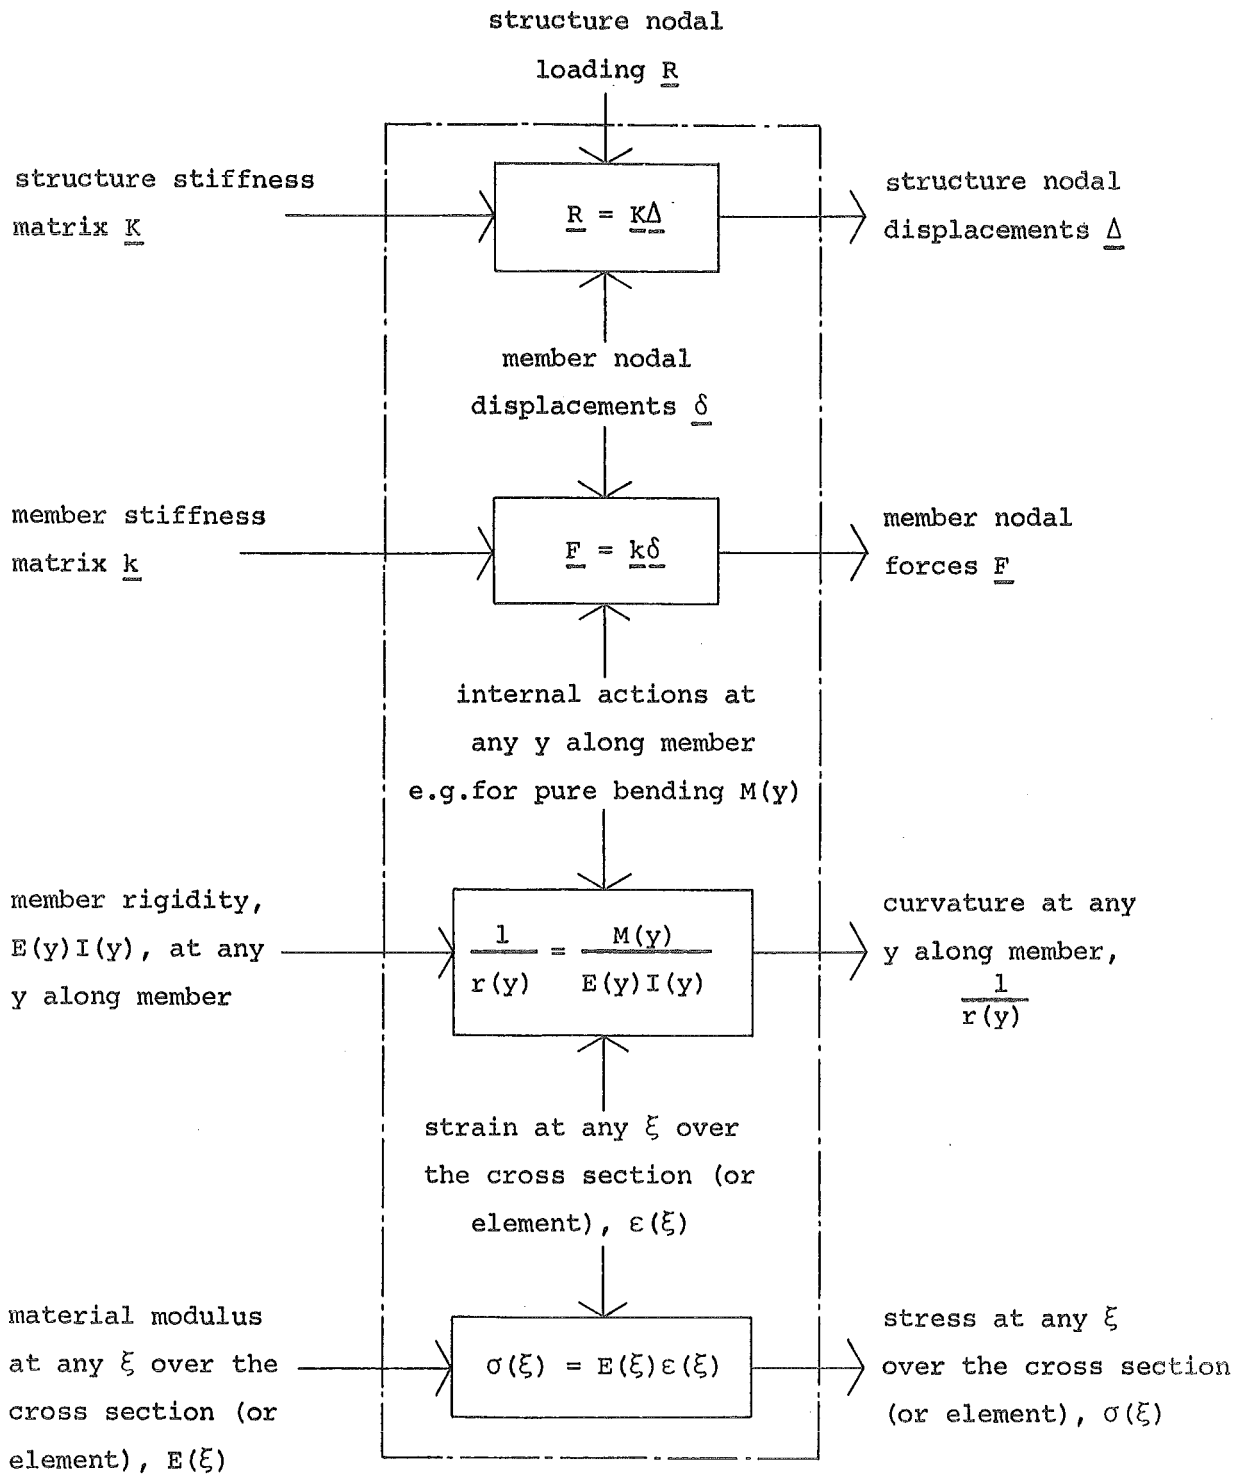 structure nodal
loading R
structure stiffness
matrix K
R = KΔ
structure nodal
displacements Δ
member nodal
displacements δ
member stiffness
matrix k
F = kδ
member nodal
forces F
internal actions at
any y along member
e.g.for pure bending M(y)
member rigidity,
E(y)I(y), at any
y along member
1/r(y) = M(y)/E(y)I(y)
curvature at any
y along member,
1/r(y)
strain at any ξ over
the cross section (or
element), ε(ξ)
material modulus
at any ξ over the
cross section (or
element), E(ξ)
σ(ξ) = E(ξ)ε(ξ)
stress at any ξ
over the cross section
(or element), σ(ξ)